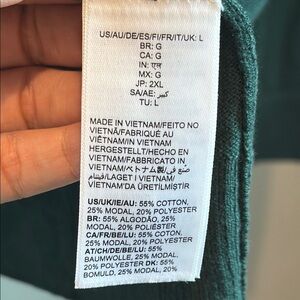 US/AU/DE/ES/FI/FR/IT/UK: L
BR: G
CA: G
IN: एल
MX: G
JP: 2XL
SA/AE: كبير
TU: L
MADE IN VIETNAM/FEITO NO
VIETNÃ/FABRIQUÉ AU
VIÊTNAM/IN VIETNAM
HERGESTELLT/HECHO EN
VIETNAM/FABBRICATO IN
VIETNAM/ベトナム製/صنع في
فيتنام/LAGET I VIETNAM/
VIETNAM'DA ÜRETİLMİŞTİR
US/UK/IE/AU: 55% COTTON,
25% MODAL, 20% POLYESTER
BR: 55% ALGODÃO, 25%
MODAL, 20% POLIÉSTER
CA/FR/BE/LU: 55% COTON,
25% MODAL, 20% POLYESTER
AT/CH/DE/BE/LU: 55%
BAUMWOLLE, 25% MODAL,
20% POLYESTER DK: 55%
BOMULD, 25% MODAL, 20%